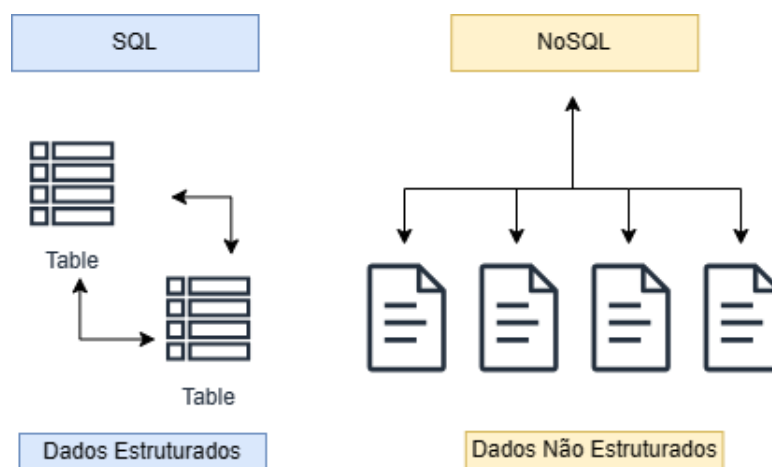 SQL
NoSQL
Table
Table
Dados Estruturados
Dados Não Estruturados